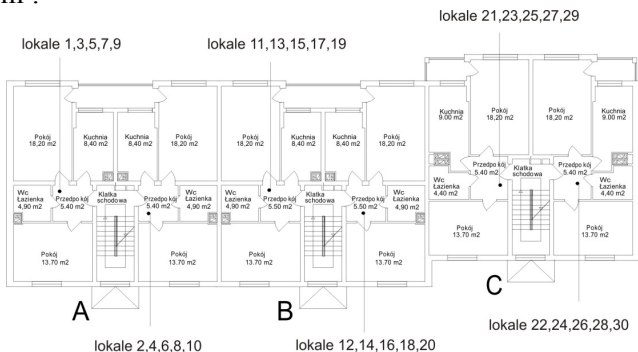 m .
lokale 21,23,25,27,29
lokale 1,3,5,7,9
lokale 11,13,15,17,19
Pokój
18,20 m2
Kuchnia
8,40 m2
Kuchnia
8,40 m2
Pokój
18,20 m2
Pokój
18,20 m2
Kuchnia
8,40 m2
Kuchnia
8,40 m2
Pokój
18,20 m2
Kuchnia
9.00 m2
Pokój
18,20 m2
Pokój
18,20 m2
Kuchnia
9.00 m2
Wc
Łazienka
4,90 m2
Przedpo kój
5.40 m2
Klatka
schodowa
Przedpo kój
5.40 m2
Wc
Łazienka
4,90 m2
Wc
Łazienka
4,90 m2
Przedpo kój
5.50 m2
Klatka
schodowa
Przedpo kój
5.50 m2
Wc
Łazienka
4,90 m2
Wc
Łazienka
4,40 m2
Przedpo kój
5.40 m2
Klatka
schodowa
Przedpo kój
5.40 m2
Wc
Łazienka
4,40 m2
Pokój
13.70 m2
Pokój
13.70 m2
Pokój
13.70 m2
Pokój
13.70 m2
Pokój
13.70 m2
Pokój
13.70 m2
A
B
C
lokale 2,4,6,8,10
lokale 12,14,16,18,20
lokale 22,24,26,28,30